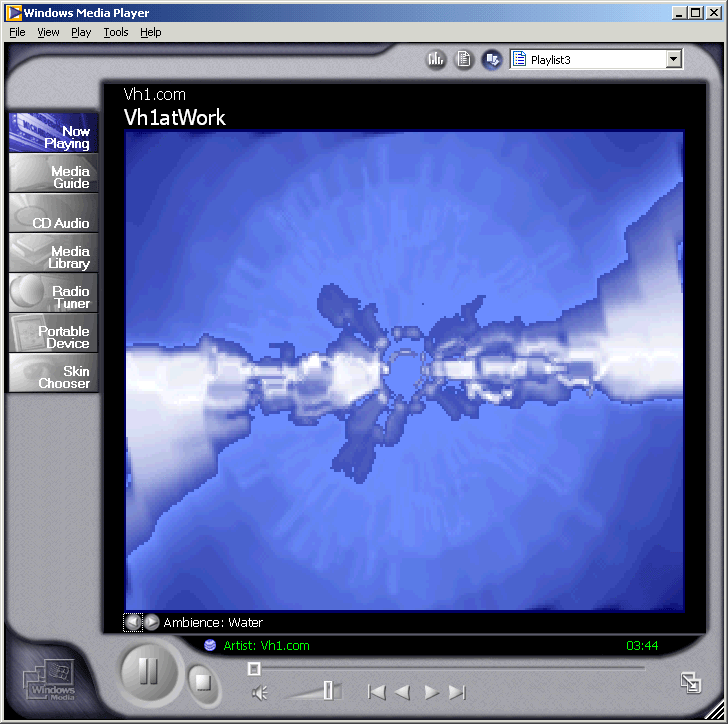 Windows Media Player
File View Play Tools Help
Playlist3
Vh1.com
Vh1atWork
Now
Playing
Media
Guide
CD Audio
Media
Library
Radio
Tuner
Portable
Device
Skin
Chooser
Ambience: Water
Artist: Vh1.com 03:44
Windows
Media